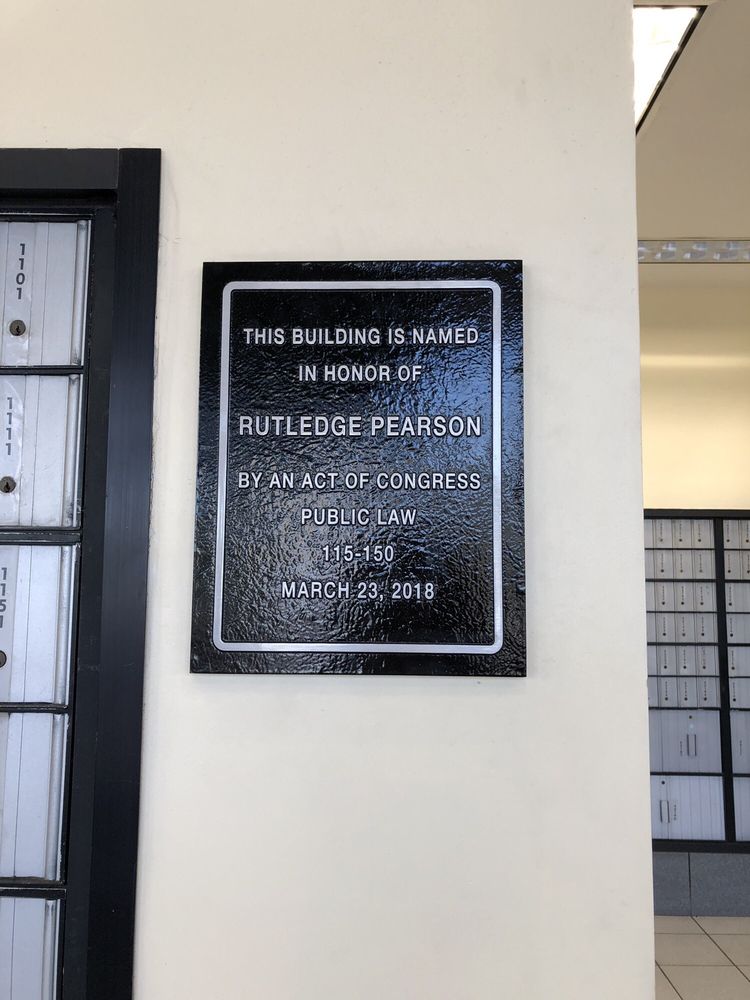 THIS BUILDING IS NAMED
IN HONOR OF
RUTLEDGE PEARSON
BY AN ACT OF CONGRESS
PUBLIC LAW
115-150
MARCH 23, 2018
1101
1111
1151